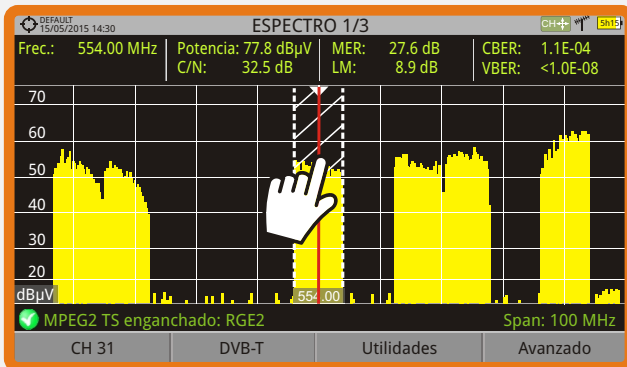 DEFAULT
15/05/2015 14:30
ESPECTRO 1/3
CH
5h15
Frec.: 554.00 MHz
Potencia: 77.8 dBµV
MER: 27.6 dB
CBER: 1.1E-04
C/N: 32.5 dB
LM: 8.9 dB
VBER: <1.0E-08
70
60
50
40
30
20
dBµV
554.00
MPEG2 TS enganchado: RGE2
Span: 100 MHz
CH 31
DVB-T
Utilidades
Avanzado